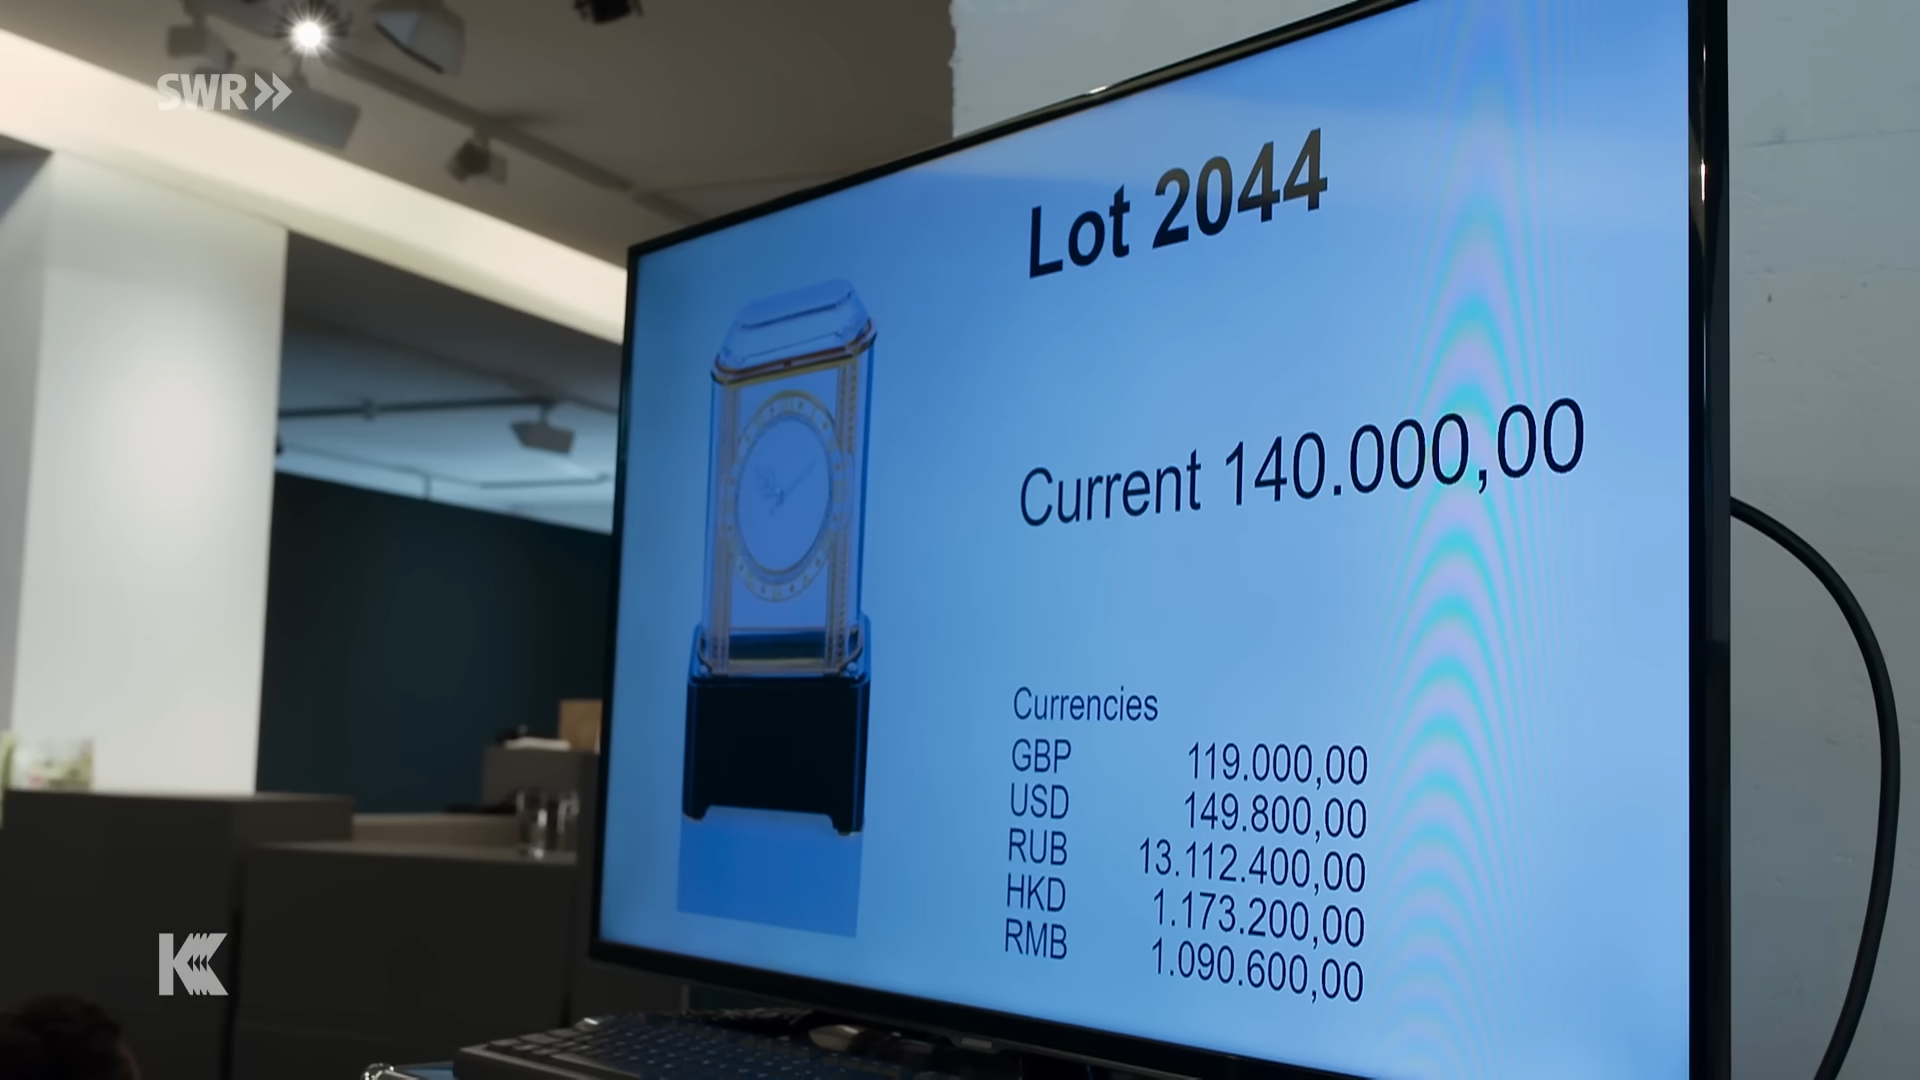 SWR
Lot 2044
Current 140.000,00
Currencies
GBP 119.000,00
USD 149.800,00
RUB 13.112.400,00
HKD 1.173.200,00
RMB 1.090.600,00
K